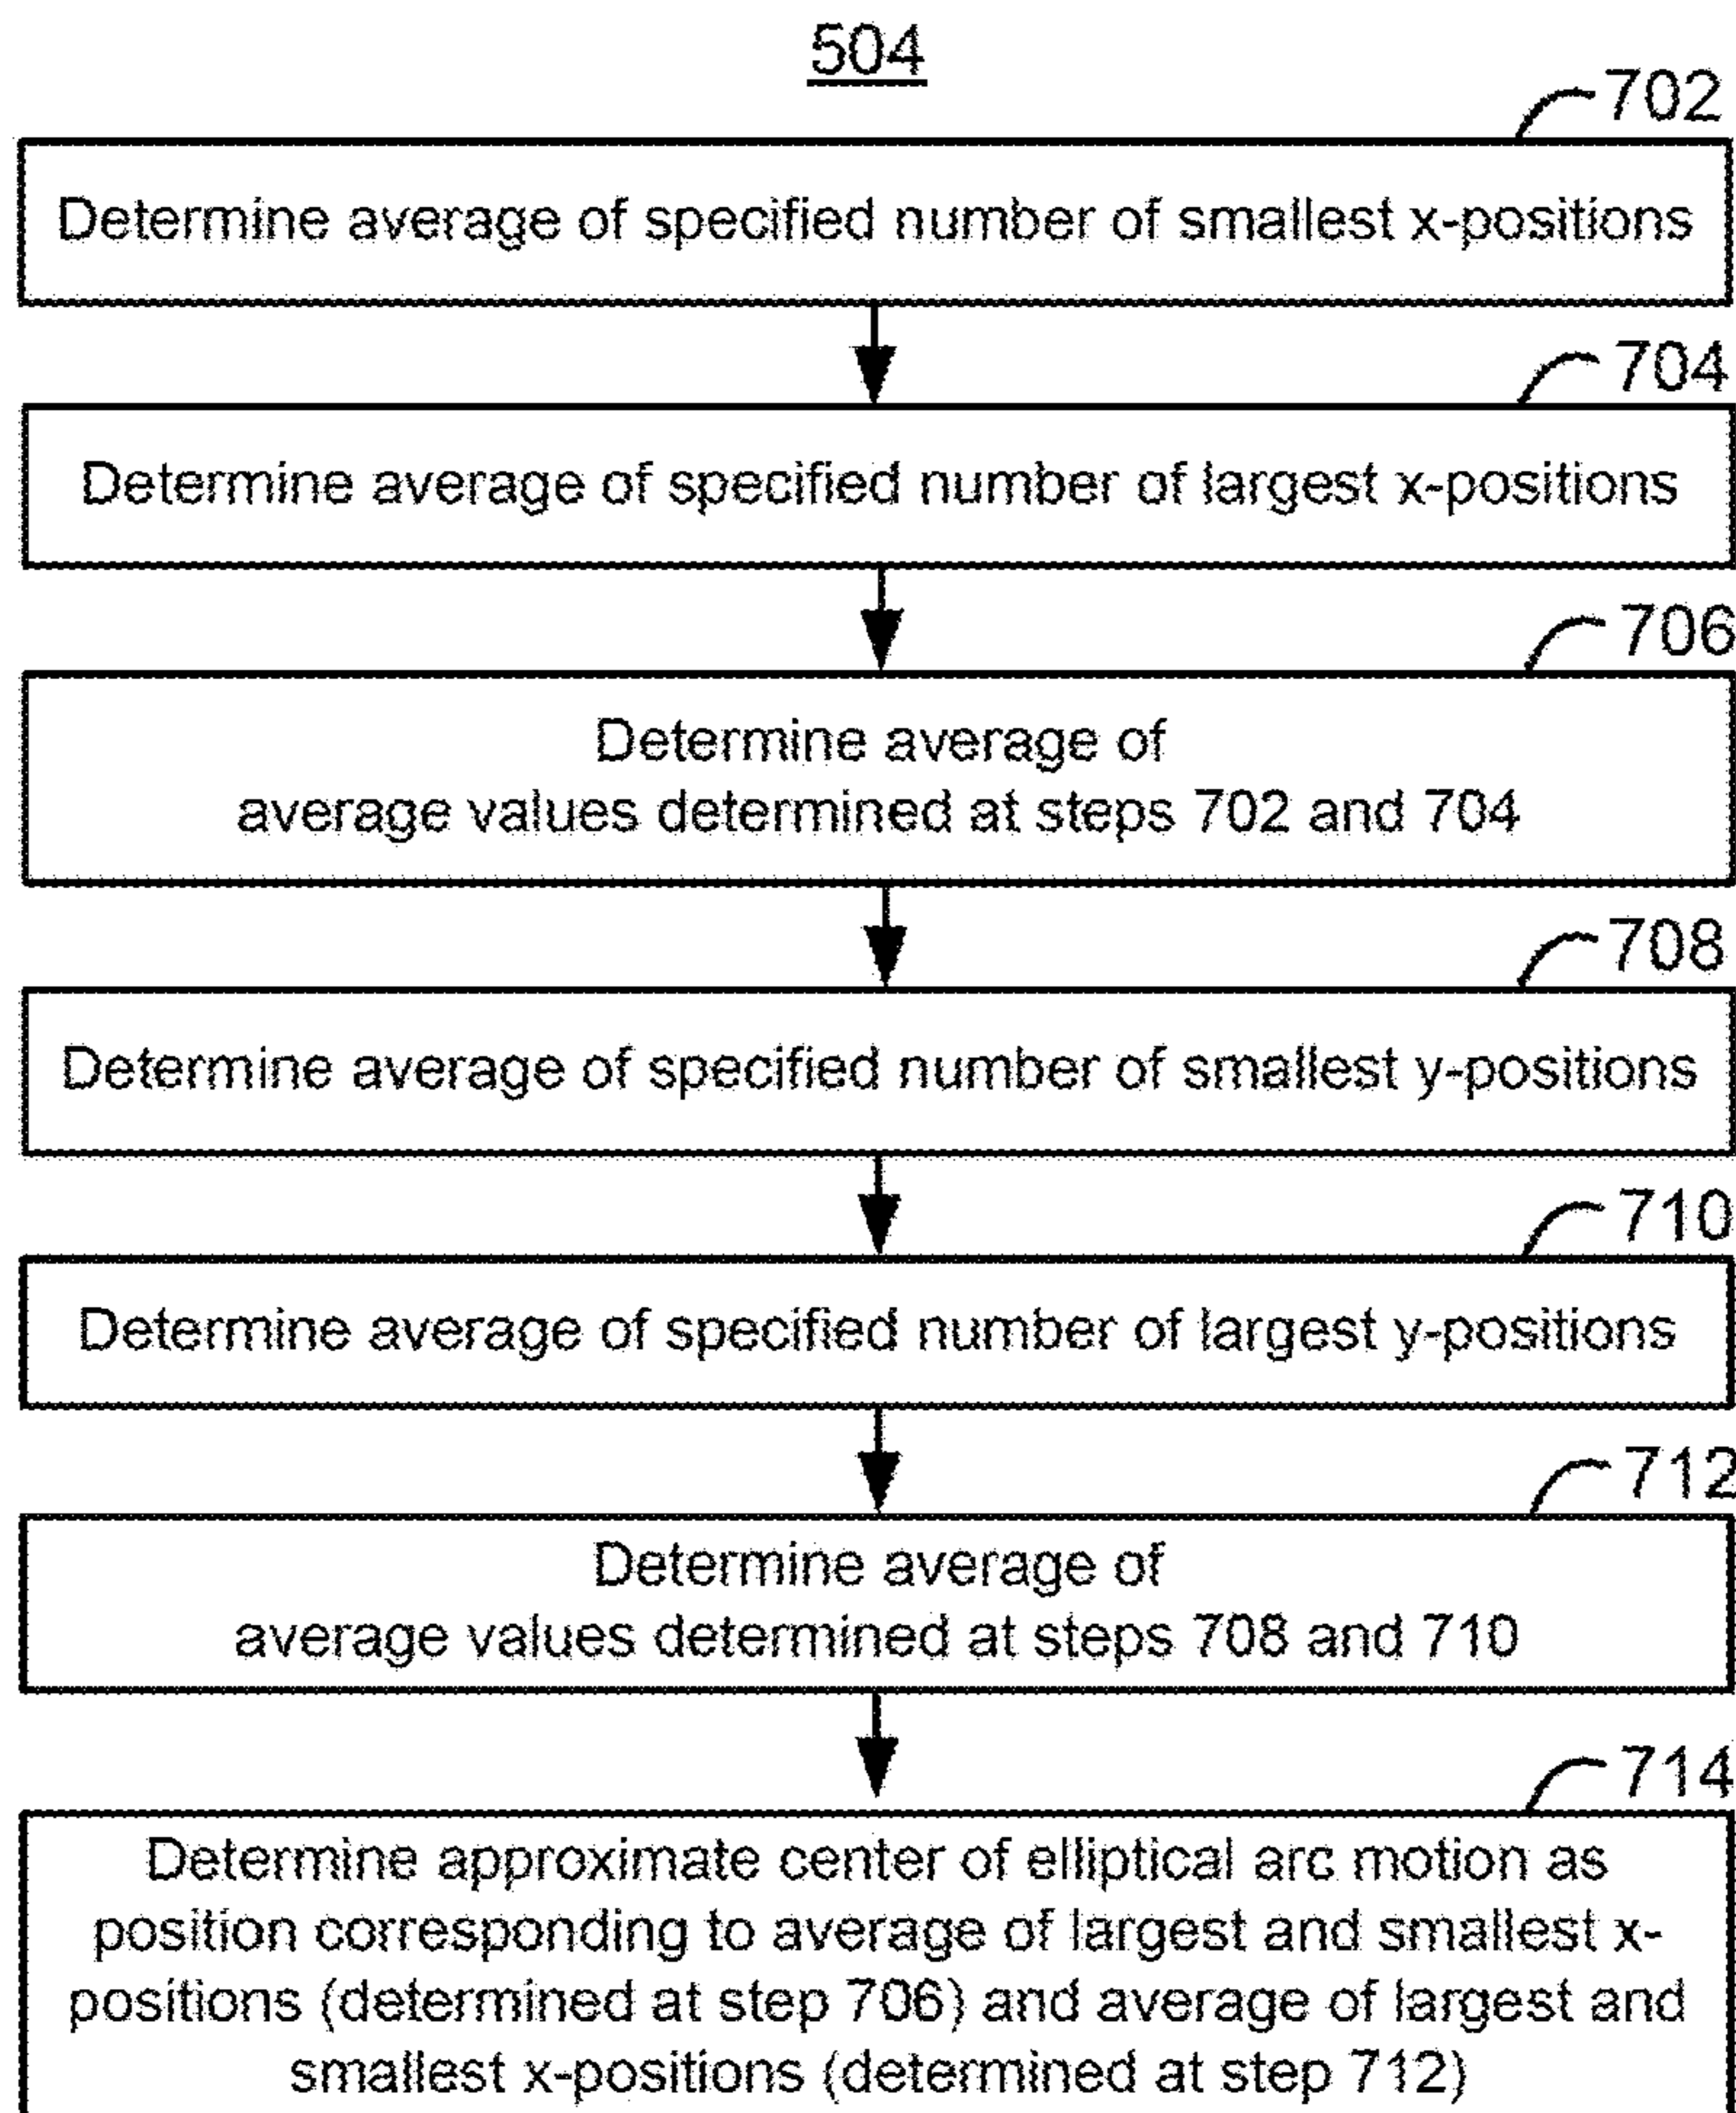 504
702
Determine average of specified number of smallest x-positions
704
Determine average of specified number of largest x-positions
706
Determine average of
average values determined at steps 702 and 704
708
Determine average of specified number of smallest y-positions
710
Determine average of specified number of largest y-positions
712
Determine average of
average values determined at steps 708 and 710
714
Determine approximate center of elliptical arc motion as
position corresponding to average of largest and smallest x-
positions (determined at step 706) and average of largest and
smallest x-positions (determined at step 712)